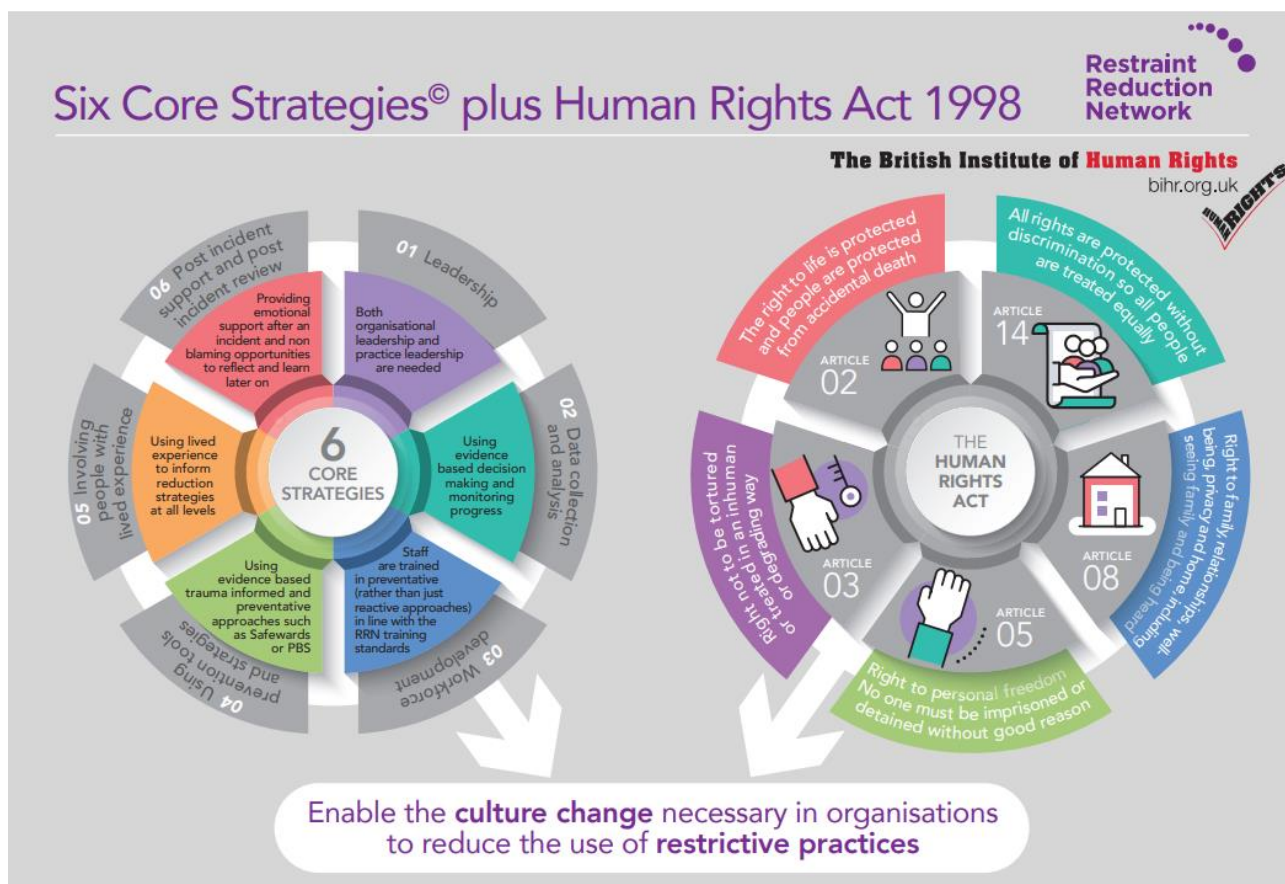 Six Core Strategies© plus Human Rights Act 1998
Restraint
Reduction
Network
The British Institute of Human Rights
bihr.org.uk
HUMAN RIGHTS
01 Leadership
Both
organisational
leadership and
practice leadership
are needed
02 Data collection
and analysis
Using
evidence
based decision
making and
monitoring
progress
03 Workforce
development
Staff
are trained
in preventative
(rather than just
reactive approaches)
in line with the
RRN training
standards
04 Using
prevention tools
and strategies
Using
evidence based
trauma informed and
preventative
approaches such
as Safewards
or PBS
05 Involving
people with
lived experience
Using lived
experience
to inform
reduction
strategies
at all levels
06 Post incident
support and post
incident review
Providing
emotional
support after an
incident and non
blaming opportunities
to reflect and learn
later on
6
CORE
STRATEGIES
The right to life is protected
and people are protected
from accidental death
ARTICLE
02
All rights are protected without
discrimination so all people
are treated equally
ARTICLE
14
Right to family, relationships, well-
being, privacy and home, including
seeing family and being heard
ARTICLE
08
Right to personal freedom
No one must be imprisoned or
detained without good reason
ARTICLE
05
Right not to be tortured
or treated in an inhuman
or degrading way
ARTICLE
03
THE
HUMAN
RIGHTS
ACT
Enable the culture change necessary in organisations
to reduce the use of restrictive practices